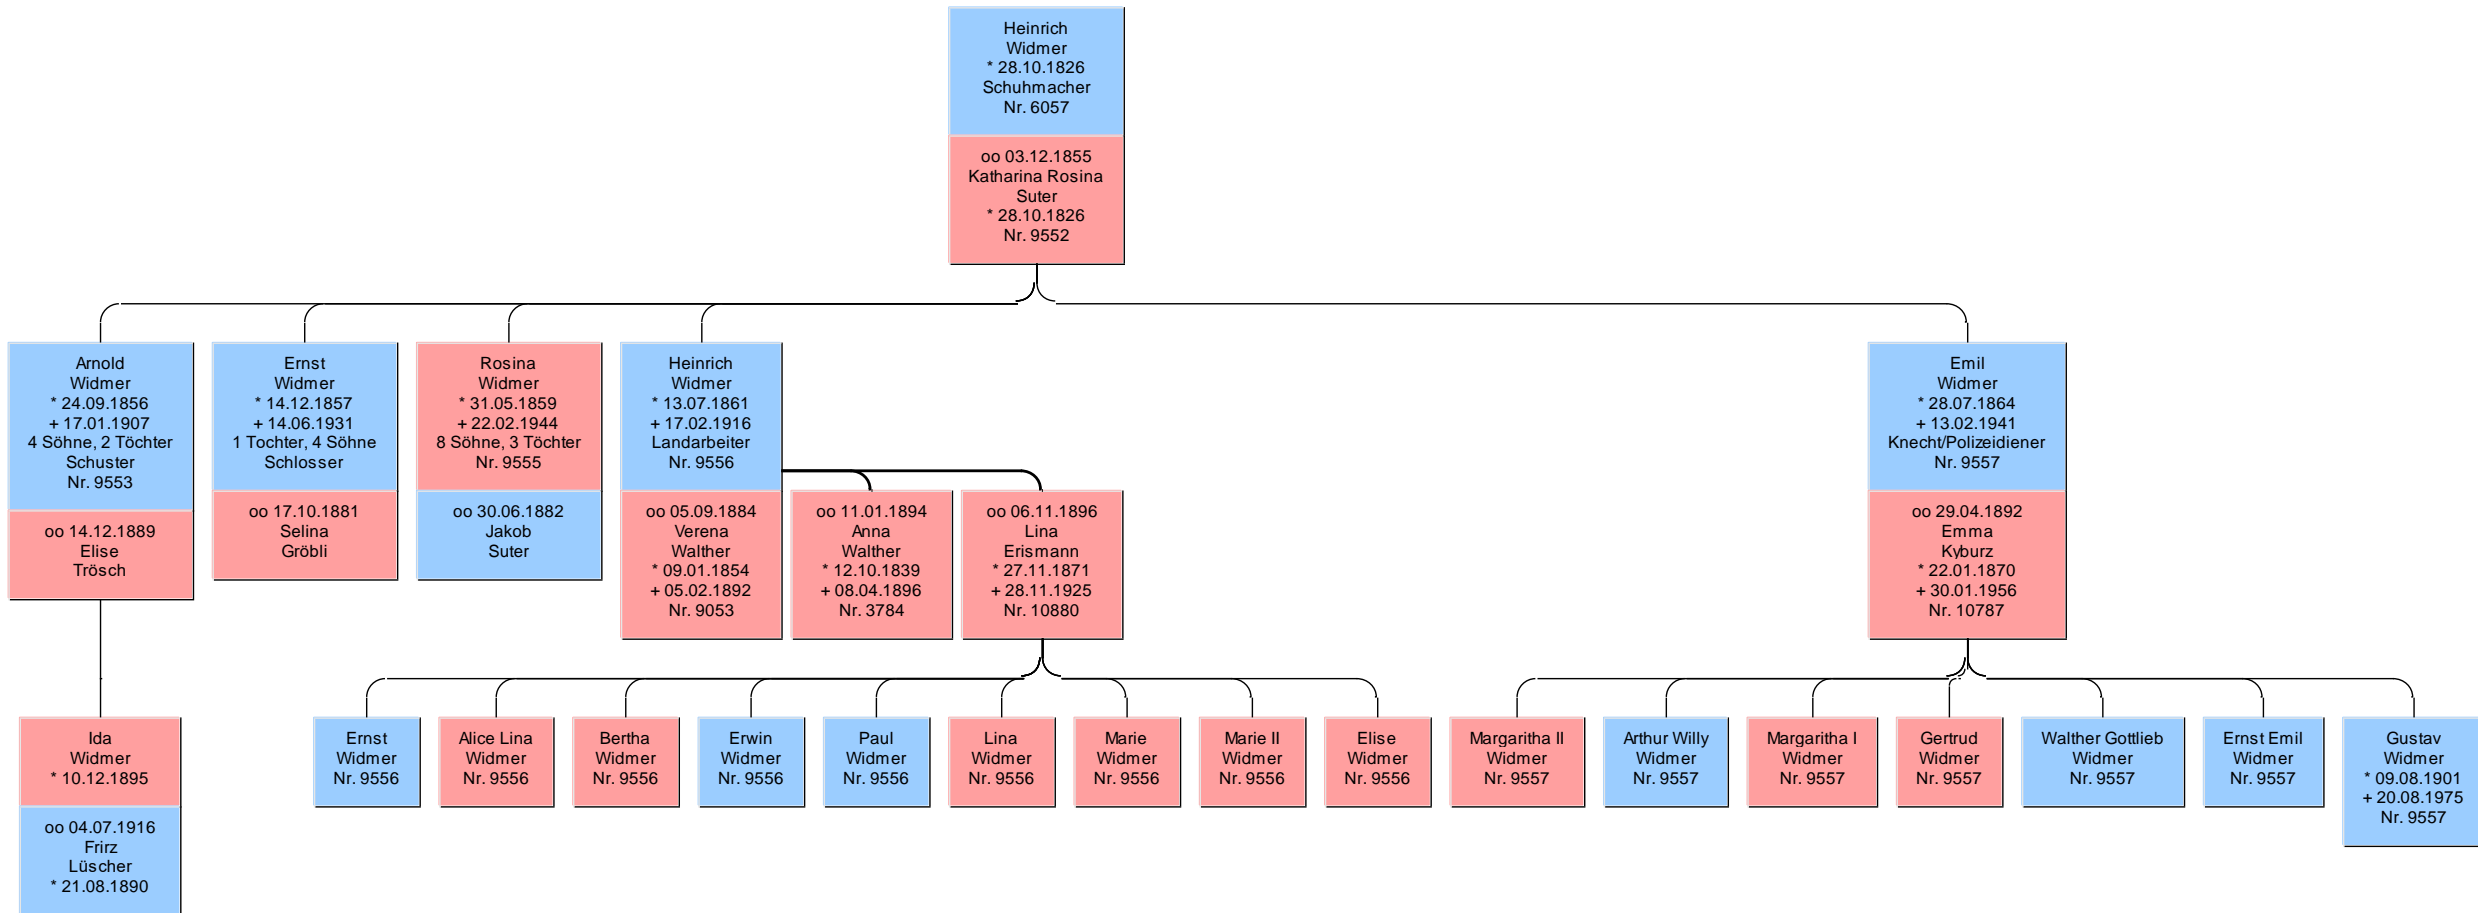 Heinrich
Widmer
* 28.10.1826
Schuhmacher
Nr. 6057
oo 03.12.1855
Katharina Rosina
Suter
* 28.10.1826
Nr. 9552
Arnold
Widmer
* 24.09.1856
+ 17.01.1907
4 Söhne, 2 Töchter
Schuster
Nr. 9553
oo 14.12.1889
Elise
Trösch
Ernst
Widmer
* 14.12.1857
+ 14.06.1931
1 Tochter, 4 Söhne
Schlosser
oo 17.10.1881
Selina
Gröbli
Rosina
Widmer
* 31.05.1859
+ 22.02.1944
8 Söhne, 3 Töchter
Nr. 9555
oo 30.06.1882
Jakob
Suter
Heinrich
Widmer
* 13.07.1861
+ 17.02.1916
Landarbeiter
Nr. 9556
oo 05.09.1884
Verena
Walther
* 09.01.1854
+ 05.02.1892
Nr. 9053
oo 11.01.1894
Anna
Walther
* 12.10.1839
+ 08.04.1896
Nr. 3784
oo 06.11.1896
Lina
Erismann
* 27.11.1871
+ 28.11.1925
Nr. 10880
Emil
Widmer
* 28.07.1864
+ 13.02.1941
Knecht/Polizeidiener
Nr. 9557
oo 29.04.1892
Emma
Kyburz
* 22.01.1870
+ 30.01.1956
Nr. 10787
Ida
Widmer
* 10.12.1895
oo 04.07.1916
Frirz
Lüscher
* 21.08.1890
Ernst
Widmer
Nr. 9556
Alice Lina
Widmer
Nr. 9556
Bertha
Widmer
Nr. 9556
Erwin
Widmer
Nr. 9556
Paul
Widmer
Nr. 9556
Lina
Widmer
Nr. 9556
Marie
Widmer
Nr. 9556
Marie II
Widmer
Nr. 9556
Elise
Widmer
Nr. 9556
Margaritha II
Widmer
Nr. 9557
Arthur Willy
Widmer
Nr. 9557
Margaritha I
Widmer
Nr. 9557
Gertrud
Widmer
Nr. 9557
Walther Gottlieb
Widmer
Nr. 9557
Ernst Emil
Widmer
Nr. 9557
Gustav
Widmer
* 09.08.1901
+ 20.08.1975
Nr. 9557